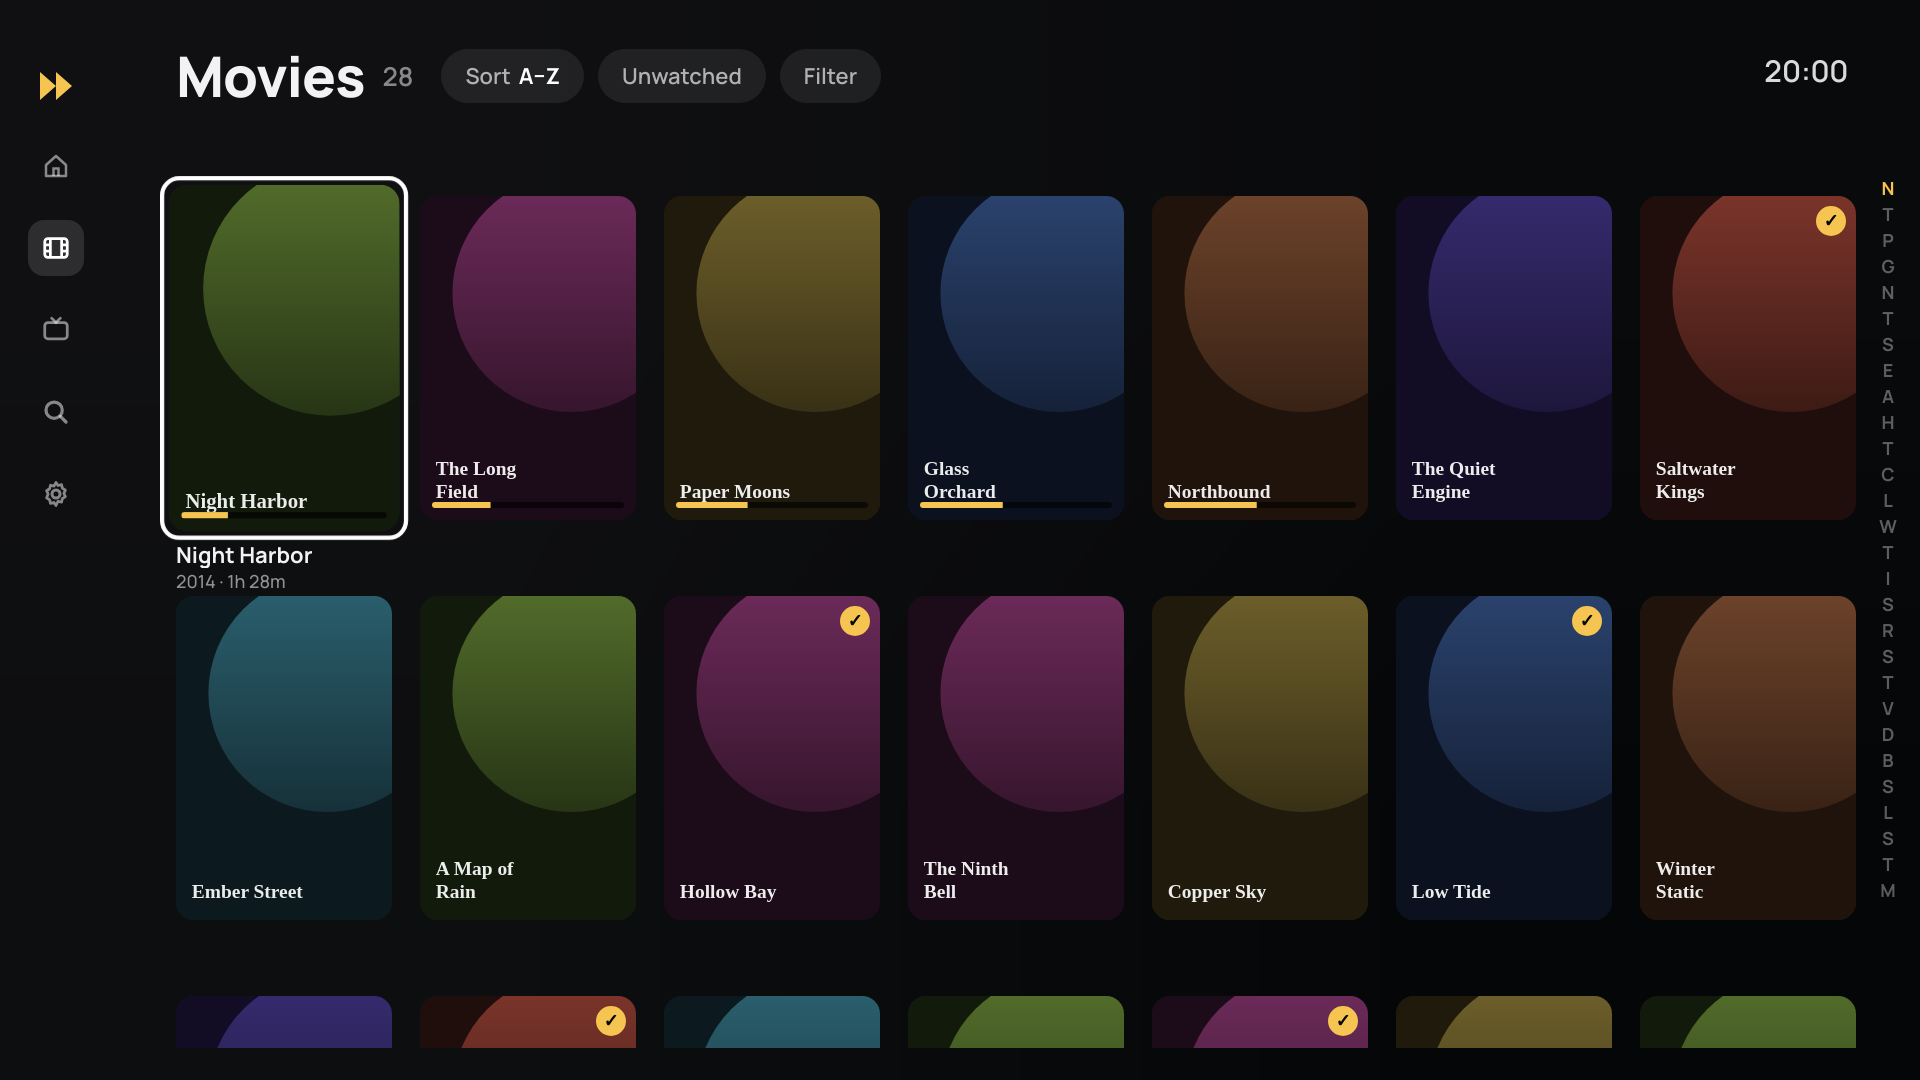 Movies 28 Sort A-Z Unwatched Filter 20:00
Night Harbor
The Long
Field
Paper Moons
Glass
Orchard
Northbound
The Quiet
Engine
Saltwater
Kings
Night Harbor
2014 · 1h 28m
Ember Street
A Map of
Rain
Hollow Bay
The Ninth
Bell
Copper Sky
Low Tide
Winter
Static
N
T
P
G
N
T
S
E
A
H
T
C
L
W
T
I
S
R
S
T
V
D
B
S
L
S
T
M